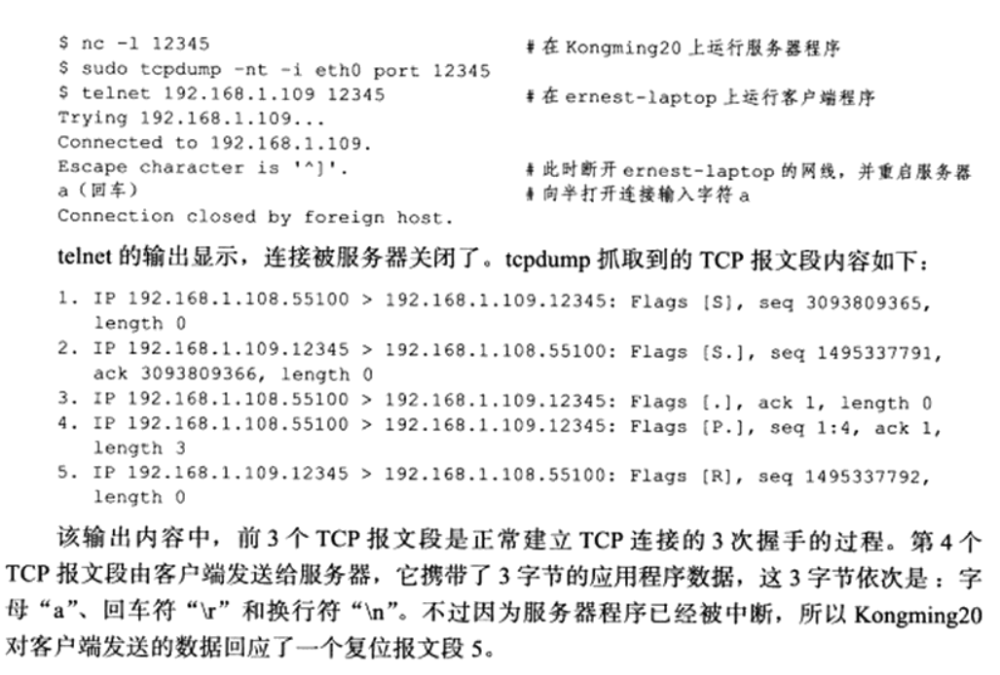 $ nc -l 12345 #在 Kongming20 上运行服务器程序
$ sudo tcpdump -nt -i eth0 port 12345
$ telnet 192.168.1.109 12345 #在 ernest-laptop 上运行客户端程序
Trying 192.168.1.109...
Connected to 192.168.1.109.
Escape character is '^]'. #此时断开 ernest-laptop 的网线，并重启服务器
a（回车） #向半打开连接输入字符 a
Connection closed by foreign host.
telnet 的输出显示，连接被服务器关闭了。tcpdump 抓取到的 TCP 报文段内容如下：
1. IP 192.168.1.108.55100 > 192.168.1.109.12345: Flags [S], seq 3093809365,
length 0
2. IP 192.168.1.109.12345 > 192.168.1.108.55100: Flags [S.], seq 1495337791,
ack 3093809366, length 0
3. IP 192.168.1.108.55100 > 192.168.1.109.12345: Flags [.], ack 1, length 0
4. IP 192.168.1.108.55100 > 192.168.1.109.12345: Flags [P.], seq 1:4, ack 1,
length 3
5. IP 192.168.1.109.12345 > 192.168.1.108.55100: Flags [R], seq 1495337792,
length 0
该输出内容中，前 3 个 TCP 报文段是正常建立 TCP 连接的 3 次握手的过程。第 4 个
TCP 报文段由客户端发送给服务器，它携带了 3 字节的应用程序数据，这 3 字节依次是：字
母“a”、回车符“\r”和换行符“\n”。不过因为服务器程序已经被中断，所以 Kongming20
对客户端发送的数据回应了一个复位报文段 5。